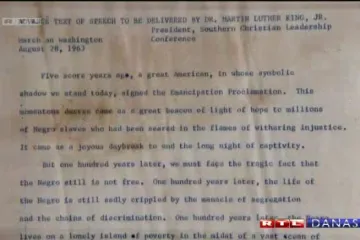 TEXT OF SPEECH TO BE DELIVERED BY DR. MARTIN LUTHER KING, JR.
President, Southern Christian Leadership
March on Washington Conference
August 28, 1963
Five score years ago, a great American, in whose symbolic
shadow we stand today, signed the Emancipation Proclamation. This
momentous decree came as a great beacon of light of hope to millions
of Negro slaves who had been seared in the flames of withering injustice.
It came as a joyous daybreak to end the long night of captivity.
But one hundred years later, we must face the tragic fact that
the Negro still is not free. One hundred years later, the life of
the Negro is still sadly crippled by the manacle of segregation
and the chains of discrimination. One hundred years later, the Negro
lives on a lonely island of poverty in the midst of a vast ocean of
RTL DANAS